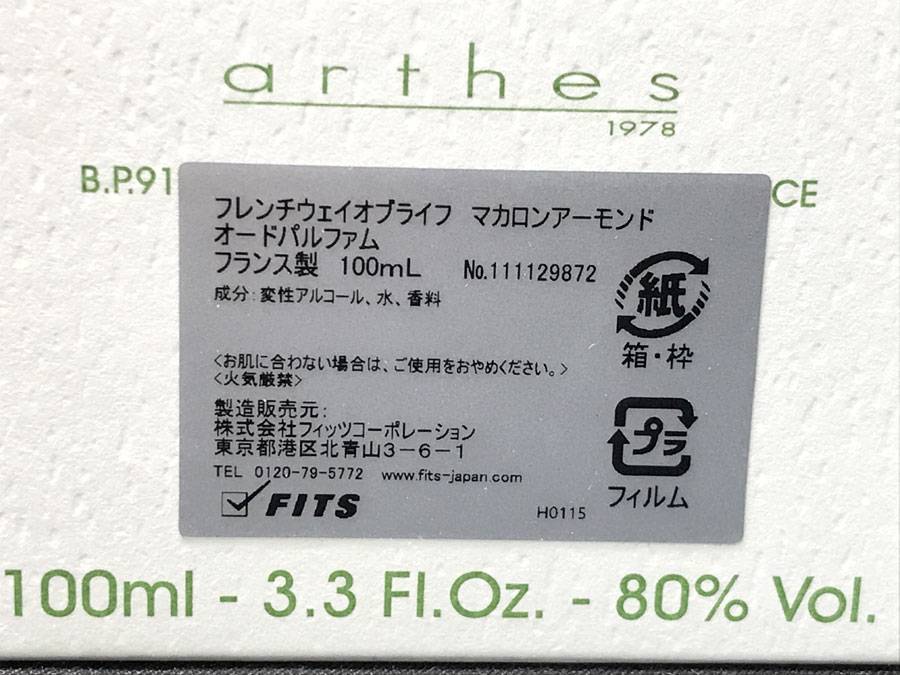 arthes
1978
B.P.91
CE
フレンチウェイオブライフ マカロンアーモンド
オードパルファム
フランス製 100mL No.111129872
成分:変性アルコール、水、香料
紙
箱・枠
<お肌に合わない場合は、ご使用をおやめください。>
<火気厳禁>
製造販売元:
株式会社フィッツコーポレーション
東京都港区北青山3-6-1
TEL 0120-79-5772 www.fits-japan.com
プラ
フィルム
FITS
H0115
100ml - 3.3 Fl.Oz. - 80% Vol.